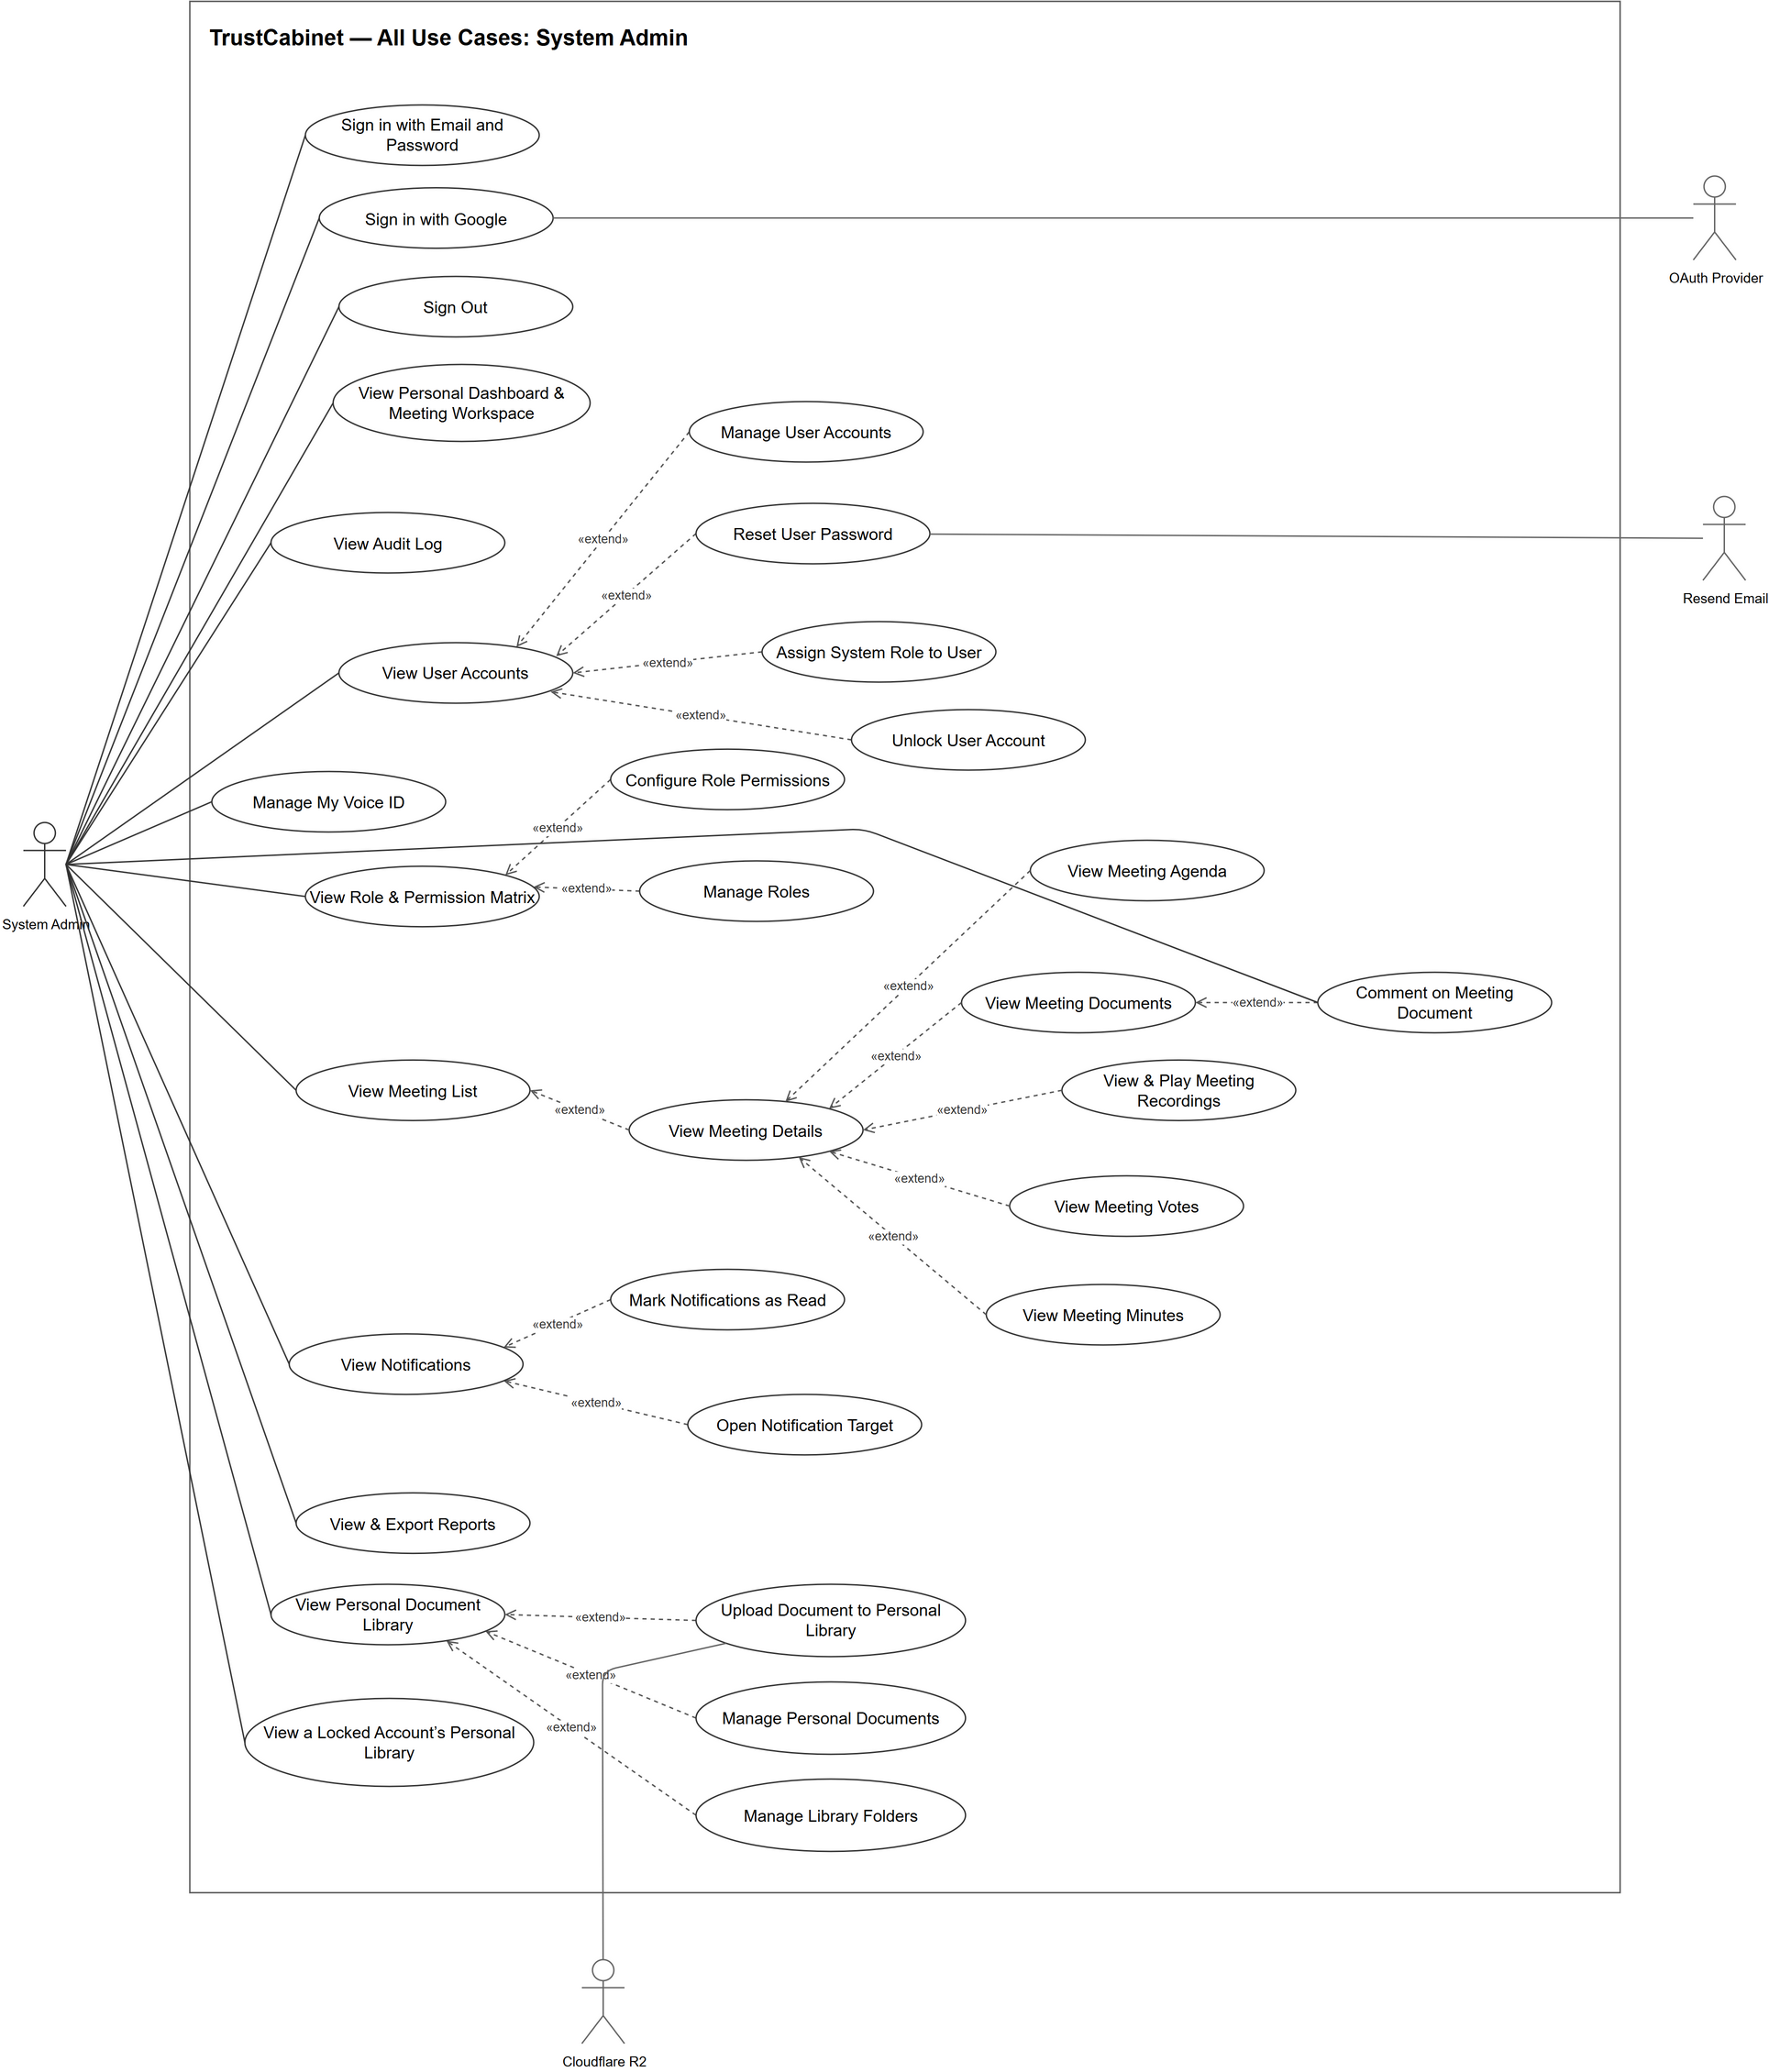 TrustCabinet — All Use Cases: System Admin
Sign in with Email and
Password
Sign in with Google
OAuth Provider
Sign Out
View Personal Dashboard &
Meeting Workspace
Manage User Accounts
«extend»
Reset User Password
Resend Email
View Audit Log
«extend»
Assign System Role to User
«extend»
View User Accounts
«extend»
Unlock User Account
Configure Role Permissions
Manage My Voice ID
«extend»
View Meeting Agenda
View Role & Permission Matrix
«extend»
Manage Roles
System Admin
«extend»
View Meeting Documents
«extend»
Comment on Meeting
Document
«extend»
View Meeting List
View & Play Meeting
Recordings
«extend»
«extend»
View Meeting Details
«extend»
View Meeting Votes
«extend»
Mark Notifications as Read
View Meeting Minutes
«extend»
View Notifications
«extend»
Open Notification Target
View & Export Reports
View Personal Document
Library
«extend»
Upload Document to Personal
Library
«extend»
Manage Personal Documents
«extend»
View a Locked Account’s Personal
Library
Manage Library Folders
Cloudflare R2